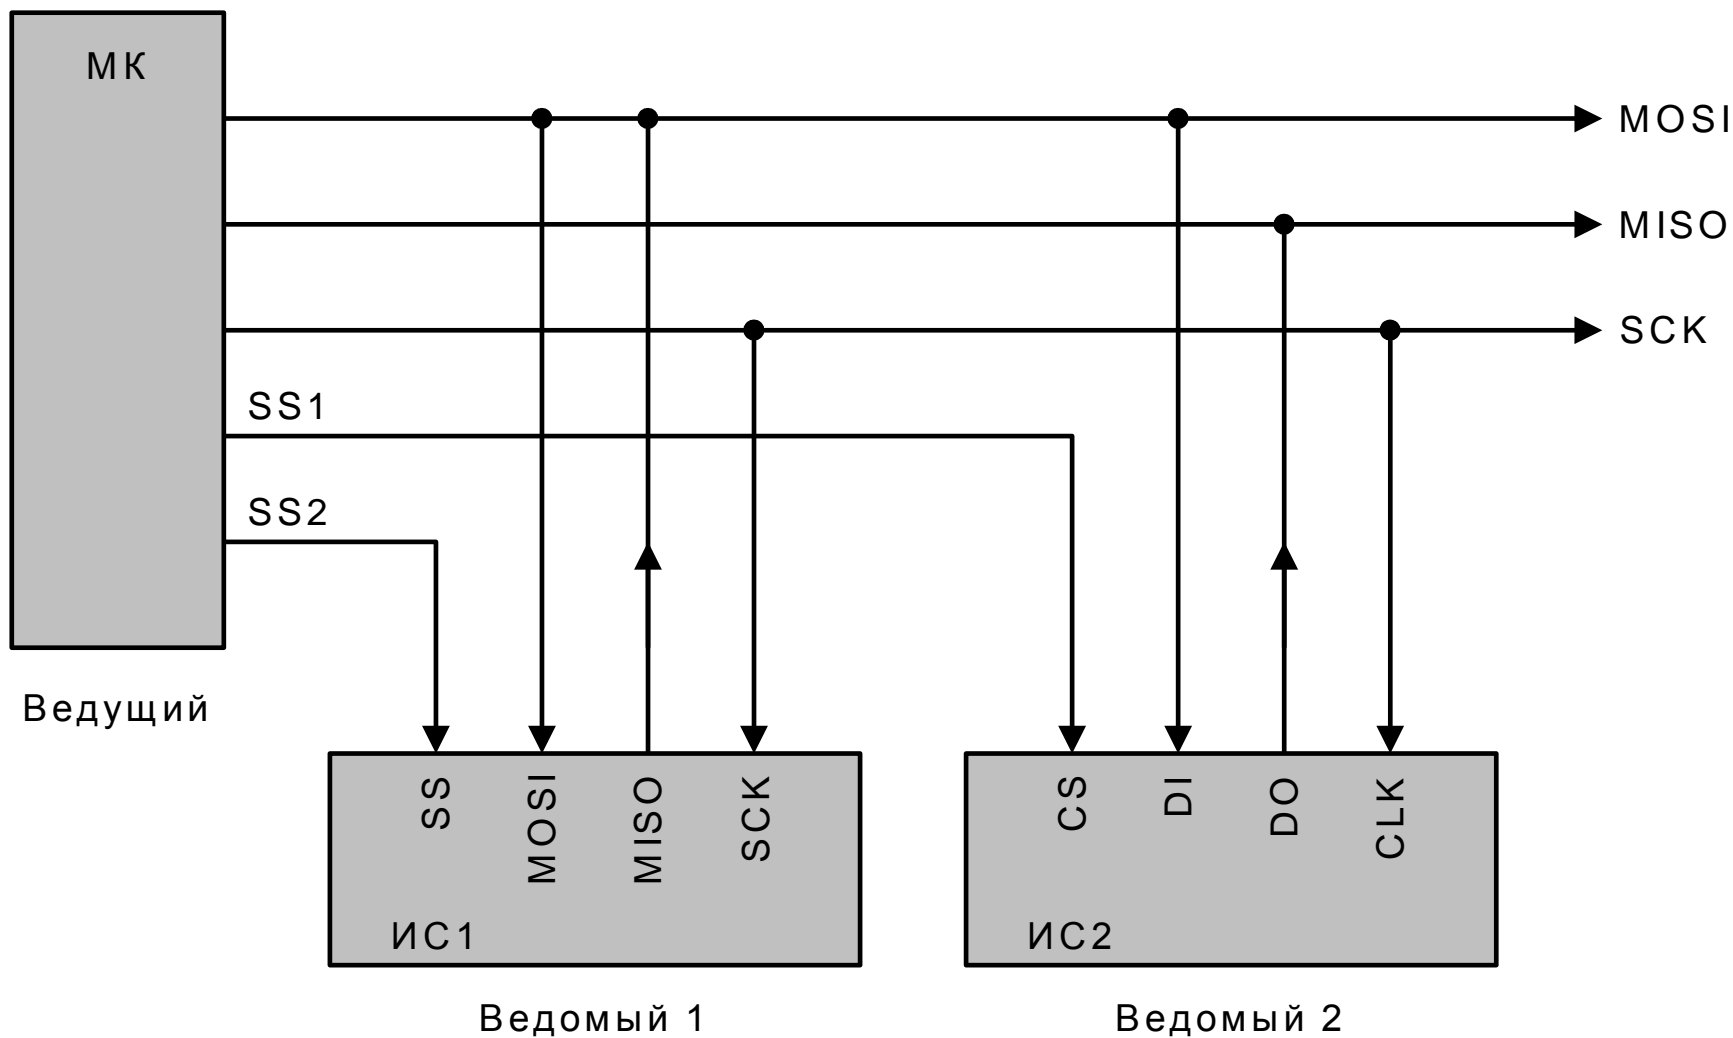 МК
MOSI
MISO
SCK
SS1
SS2
Ведущий
SS
MOSI
MISO
SCK
ИС1
CS
DI
DO
CLK
ИС2
Ведомый 1
Ведомый 2